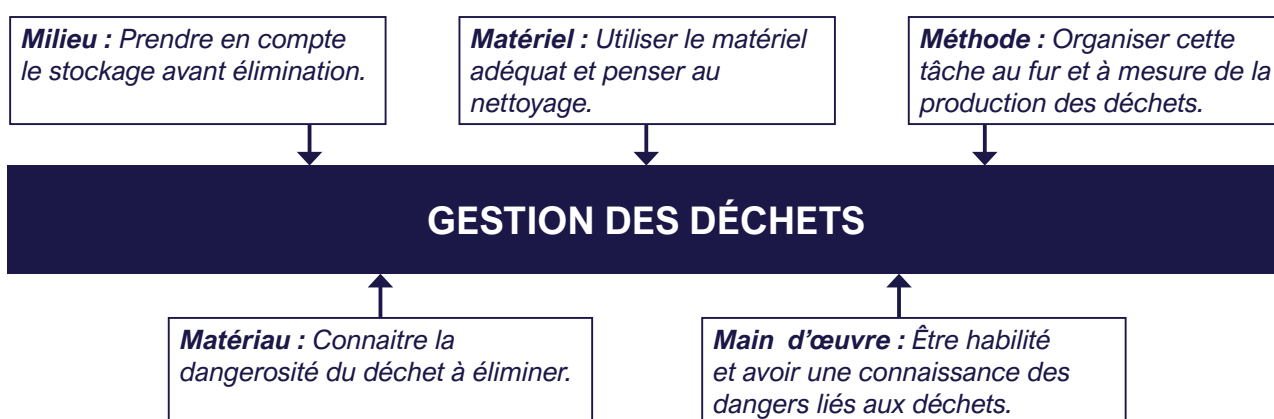 Milieu : Prendre en compte
le stockage avant élimination.
Matériel : Utiliser le matériel
adéquat et penser au
nettoyage.
Méthode : Organiser cette
tâche au fur et à mesure de la
production des déchets.
GESTION DES DÉCHETS
Matériau : Connaitre la
dangerosité du déchet à éliminer.
Main d'œuvre : Être habilité
et avoir une connaissance des
dangers liés aux déchets.